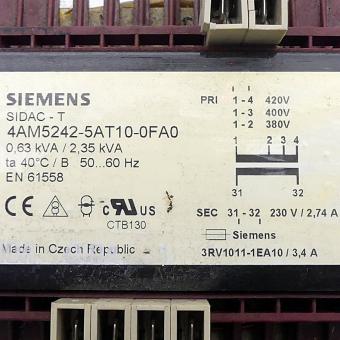 SIEMENS
SIDAC - T
4AM5242-5AT10-0FA0
0,63 kVA / 2,35 kVA
ta 40°C / B 50...60 Hz
EN 61558
CE c UR US
CTB130
Made in Czech Republic
PRI 1 - 4 420V
1 - 3 400V
1 - 2 380V
1 2 3 4
31 32
SEC 31 - 32 230 V / 2,74 A
Siemens
3RV1011-1EA10 / 3,4 A